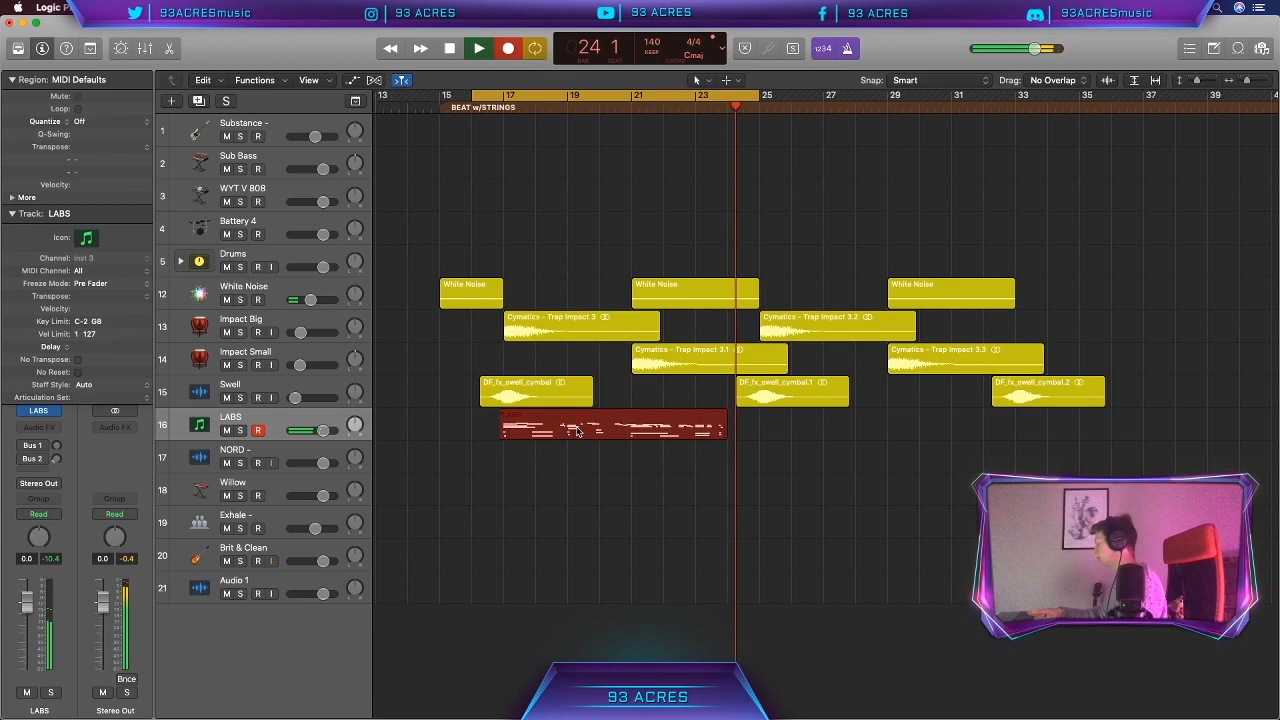 Logic P
93ACRESmusic
93 ACRES
93 ACRES
93 ACRES
93ACRESmusic
24 1
BAR BEAT
140
KEEP
4/4
Cmaj
1234
Region: MIDI Defaults
Mute:
Loop:
Quantize Off
Q-Swing:
Transpose:
Velocity:
More
Track: LABS
Icon:
Channel: Inst 3
MIDI Channel: All
Freeze Mode: Pre Fader
Transpose:
Velocity:
Key Limit: C-2 G8
Vel Limit: 1 127
Delay
No Transpose:
No Reset:
Staff Style: Auto
Articulation Set:
LABS
Audio FX Audio FX
Bus 1
Bus 2
Stereo Out
Group Group
Read Read
0.0 -10.4 0.0 -0.4
Bnce
M S M S
LABS Stereo Out
Edit Functions View
Snap: Smart Drag: No Overlap
S
13 15 17 19 21 23 25 27 29 31 33 35 37 39 4
BEAT w/STRINGS
1 Substance -
M S R
2 Sub Bass
M S R
3 WYT V 808
M S R
4 Battery 4
M S R
5 Drums
M S R I
12 White Noise
M S R
13 Impact Big
M S R
14 Impact Small
M S R
15 Swell
M S R I
16 LABS
M S R
17 NORD -
M S R I
18 Willow
M S R
19 Exhale -
M S R
20 Brit & Clean
M S R I
21 Audio 1
M S R I
White Noise White Noise White Noise
Cymatics - Trap Impact 3 Cymatics - Trap Impact 3.2
Cymatics - Trap Impact 3.1 Cymatics - Trap Impact 3.3
DF_fx_swell_cymbal DF_fx_swell_cymbal.1 DF_fx_swell_cymbal.2
LABS
93 ACRES